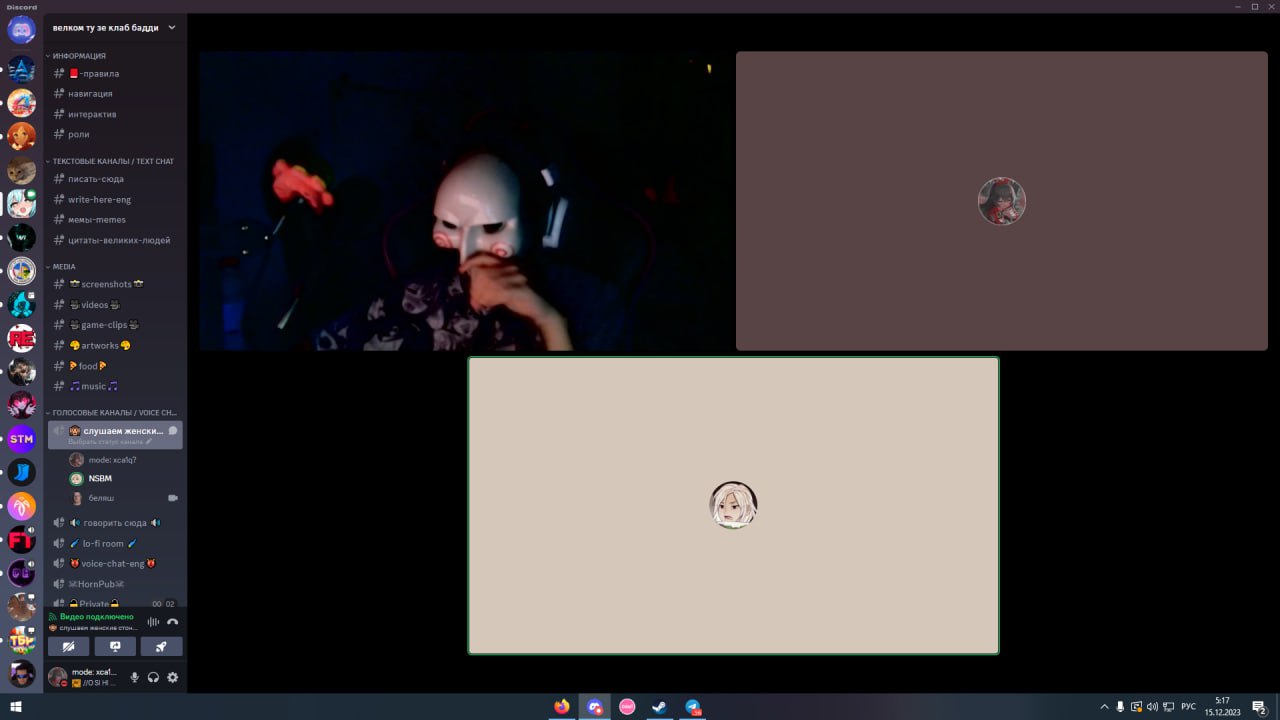 Discord
велком ту зе клаб бадди
ИНФОРМАЦИЯ
-правила
навигация
интерактив
роли
ТЕКСТОВЫЕ КАНАЛЫ / TEXT CHAT
писать-сюда
write-here-eng
мемы-memes
цитаты-великих-людей
MEDIA
screenshots
videos
game-clips
artworks
food
music
ГОЛОСОВЫЕ КАНАЛЫ / VOICE CH...
слушаем женски...
Выбрать статус канала
mode: xca1q?
NSBM
беляш
говорить сюда
lo-fi room
voice-chat-eng
HornPub
Private 00 02
Видео подключено
слушаем женские стон...
mode: xca1...
//O SI HI ...
STM
РУС
5:17
15.12.2023
2